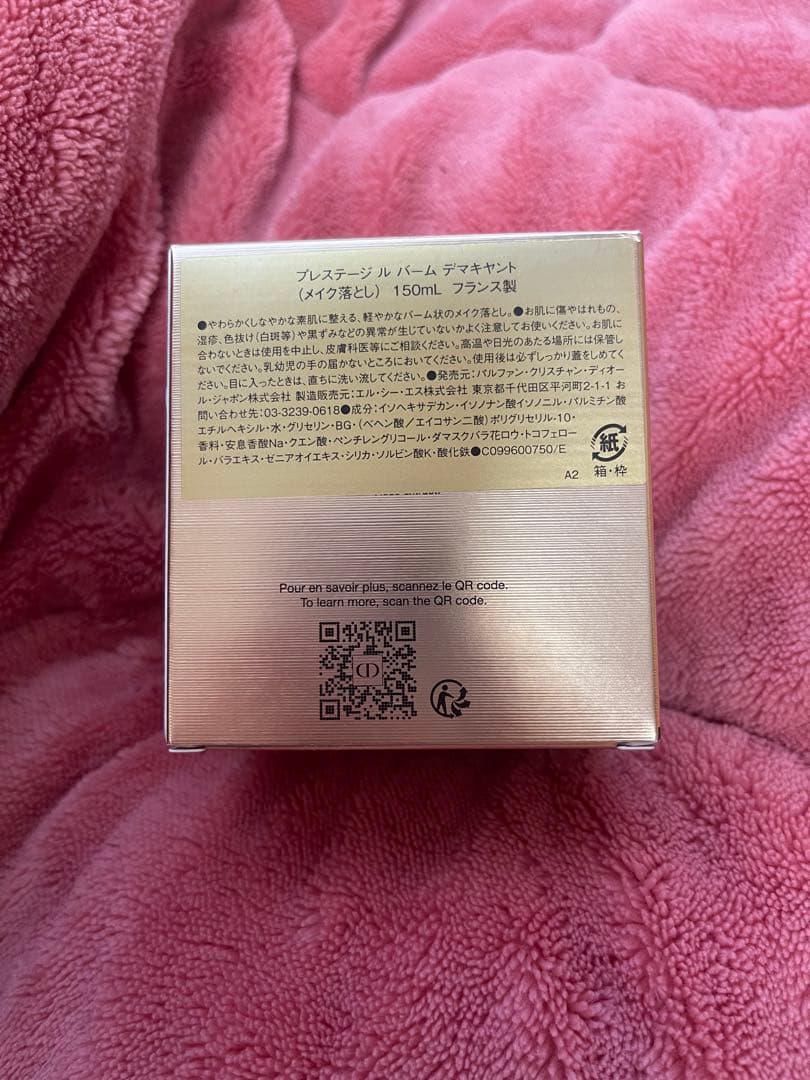 プレステージ ル バーム デマキヤント
（メイク落とし） 150mL フランス製
●やわらかくしなやかな素肌に整える、軽やかなバーム状のメイク落とし。●お肌に傷やはれもの、
湿疹、色抜け(白斑等)や黒ずみなどの異常が生じていないかよく注意してお使いください。お肌に
合わないときは使用を中止し、皮膚科医等にご相談ください。高温や日光のあたる場所には保管し
ないでください。乳幼児の手の届かないところにおいてください。使用後は必ずしっかり蓋をしめてく
ださい。目に入ったときは、直ちに洗い流してください。●発売元：パルファン・クリスチャン・ディオー
ル・ジャポン株式会社 製造販売元：エル・シー・エス株式会社 東京都千代田区平河町2-1-1 お
問い合わせ先：03-3239-0618●成分：イソヘキサデカン・イソノナン酸イソノニル・パルミチン酸
エチルヘキシル・水・グリセリン・BG・（ベヘン酸／エイコサン二酸）ポリグリセリル-10・
香料・安息香酸Na・クエン酸・ペンチレングリコール・ダマスクバラ花ロウ・トコフェロー
ル・バラエキス・ゼニアオイエキス・シリカ・ソルビン酸K・酸化鉄●C099600750/E
紙
A2 箱・枠
Pour en savoir plus, scannez le QR code.
To learn more, scan the QR code.
CD